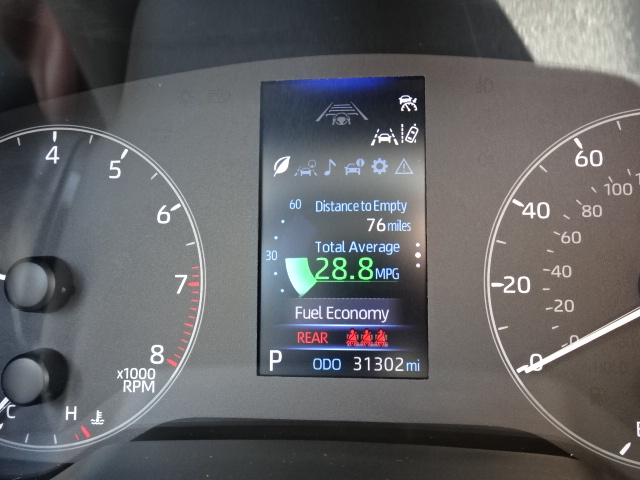 4
5
6
7
8
x1000
RPM
C
H
60
Distance to Empty
76 miles
Total Average
30
28.8 MPG
Fuel Economy
REAR
P ODO 31302 mi
60
40
20
0
100
80
60
40
20
0
E